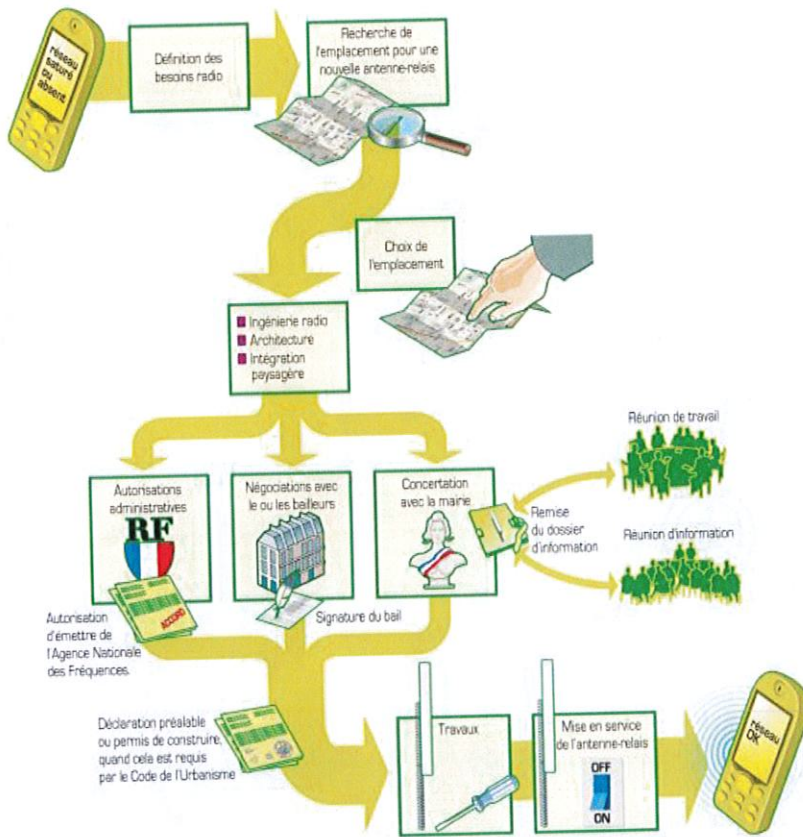 réseau
saturé
ou
absent
Définition des
besoins radio
Recherche de
l'emplacement pour une
nouvelle antenne-relais
Choix de
l'emplacement
Ingénierie radio
Architecture
Intégration
paysagère
Autorisations
administratives
RF
ACCORD
Autorisation
d'émettre de
l'Agence Nationale
des Fréquences.
Négociations avec
le ou les bailleurs
Signature du bail
Concertation
avec la mairie
Remise
du dossier
d'information
Réunion de travail
Réunion d'information
Déclaration préalable
ou permis de construire,
quand cela est requis
par le Code de l'Urbanisme
Travaux
Mise en service
de l'antenne-relais
OFF
ON
réseau
OK